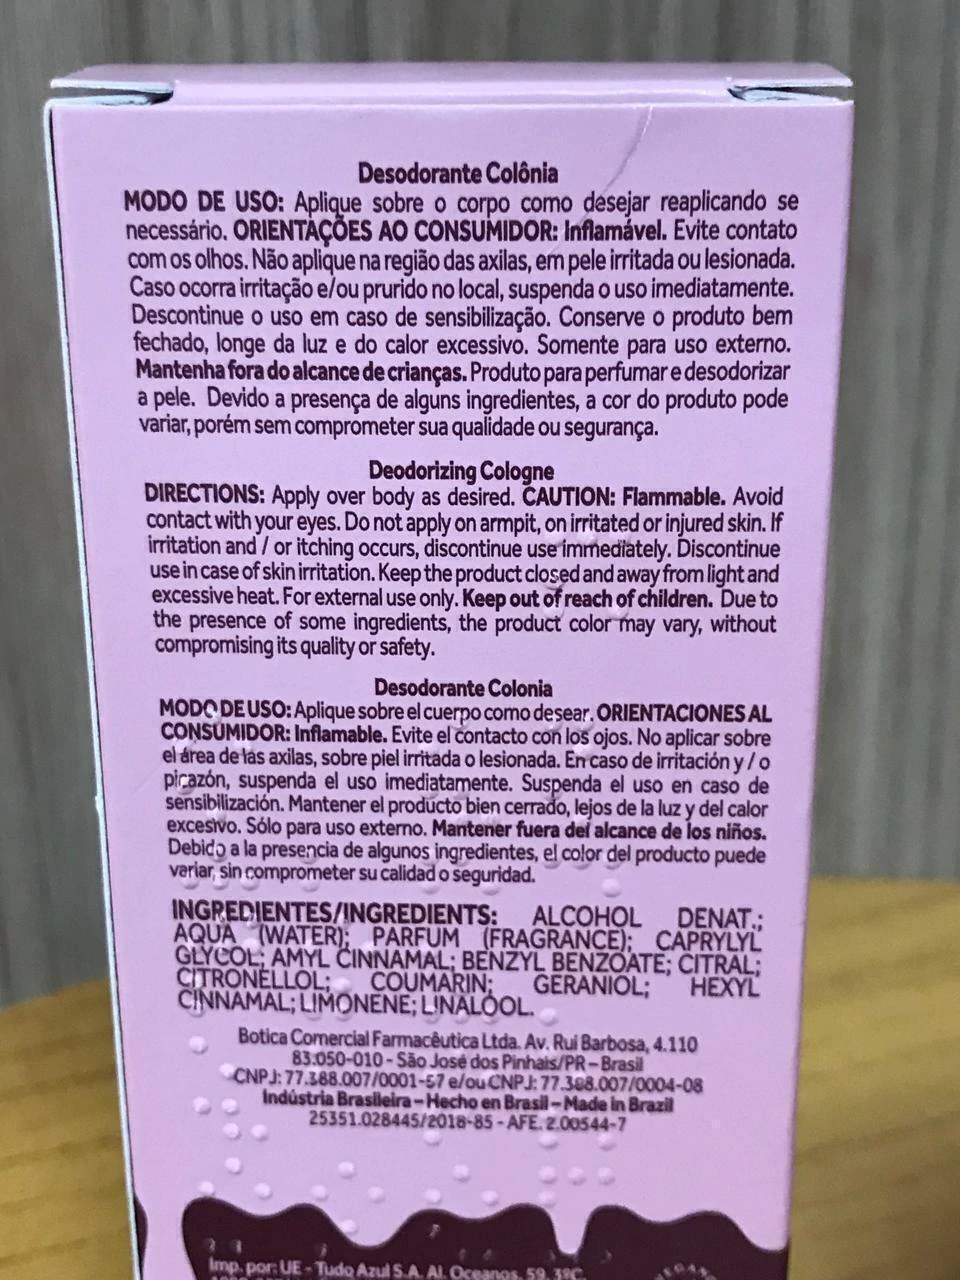 Desodorante Colônia
MODO DE USO: Aplique sobre o corpo como desejar reaplicando se
necessário. ORIENTAÇÕES AO CONSUMIDOR: Inflamável. Evite contato
com os olhos. Não aplique na região das axilas, em pele irritada ou lesionada.
Caso ocorra irritação e/ou prurido no local, suspenda o uso imediatamente.
Descontinue o uso em caso de sensibilização. Conserve o produto bem
fechado, longe da luz e do calor excessivo. Somente para uso externo.
Mantenha fora do alcance de crianças. Produto para perfumar e desodorizar
a pele. Devido a presença de alguns ingredientes, a cor do produto pode
variar, porém sem comprometer sua qualidade ou segurança.
Deodorizing Cologne
DIRECTIONS: Apply over body as desired. CAUTION: Flammable. Avoid
contact with your eyes. Do not apply on armpit, on irritated or injured skin. If
irritation and / or itching occurs, discontinue use immediately. Discontinue
use in case of skin irritation. Keep the product closed and away from light and
excessive heat. For external use only. Keep out of reach of children. Due to
the presence of some ingredients, the product color may vary, without
compromising its quality or safety.
Desodorante Colonia
MODO DE USO: Aplique sobre el cuerpo como desear. ORIENTACIONES AL
CONSUMIDOR: Inflamable. Evite el contacto con los ojos. No aplicar sobre
el área de las axilas, sobre piel irritada o lesionada. En caso de irritación y / o
picazón, suspenda el uso imediatamente. Suspenda el uso en caso de
sensibilización. Mantener el producto bien cerrado, lejos de la luz y del calor
excesivo. Sólo para uso externo. Mantener fuera del alcance de los niños.
Debido a la presencia de algunos ingredientes, el color del producto puede
variar, sin comprometer su calidad o seguridad.
INGREDIENTES/INGREDIENTS: ALCOHOL DENAT.;
AQUA (WATER); PARFUM (FRAGRANCE); CAPRYLYL
GLYCOL; AMYL CINNAMAL; BENZYL BENZOATE; CITRAL;
CITRONELLOL; COUMARIN; GERANIOL; HEXYL
CINNAMAL; LIMONENE; LINALOOL.
Botica Comercial Farmacêutica Ltda. Av. Rui Barbosa, 4.110
83.050-010 - São José dos Pinhais/PR – Brasil
CNPJ: 77.388.007/0001-57 e/ou CNPJ: 77.388.007/0004-08
Indústria Brasileira – Hecho en Brasil – Made in Brazil
25351.028445/2018-85 - AFE. 2.00544-7
Imp. por: UE - Tudo Azul S.A. Al. Oceanos, 59, 3ºC,